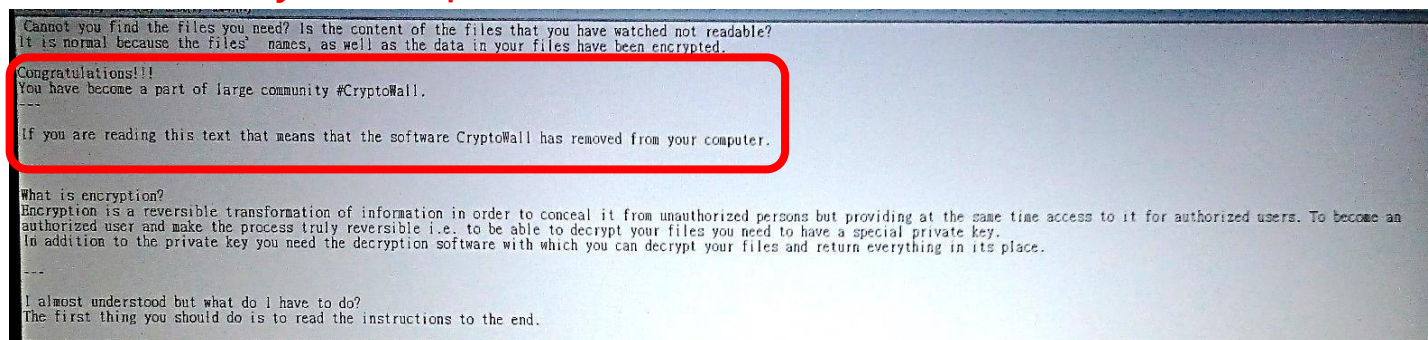 Cannot you find the files you need? Is the content of the files that you have watched not readable?
It is normal because the files' names, as well as the data in your files have been encrypted.
Congratulations!!!
You have become a part of large community #CryptoWall.
---
If you are reading this text that means that the software CryptoWall has removed from your computer.
What is encryption?
Encryption is a reversible transformation of information in order to conceal it from unauthorized persons but providing at the same time access to it for authorized users. To become an
authorized user and make the process truly reversible i.e. to be able to decrypt your files you need to have a special private key.
In addition to the private key you need the decryption software with which you can decrypt your files and return everything in its place.
---
I almost understood but what do I have to do?
The first thing you should do is to read the instructions to the end.